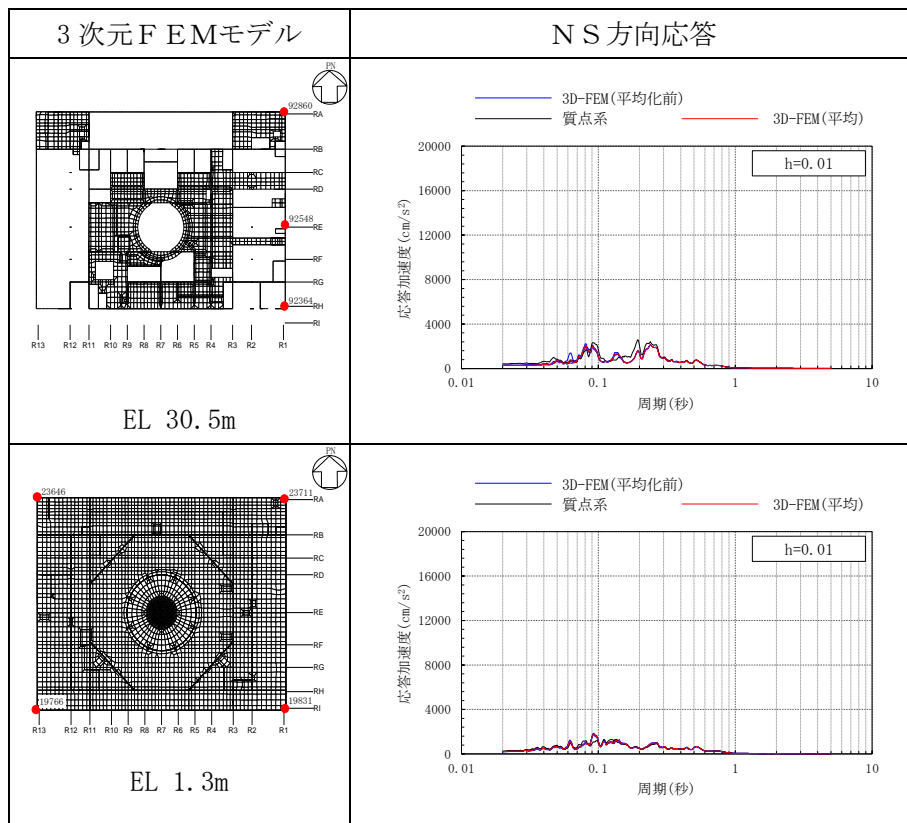 3次元FEMモデル
NS方向応答
PN
92860
RA
RB
RC
RD
92548
RE
RF
RG
92364
RH
RI
R13 R12 R11 R10 R9 R8 R7 R6 R5 R4 R3 R2 R1
EL 30.5m
3D-FEM(平均化前)
質点系
3D-FEM(平均)
h=0.01
応答加速度(cm/s²)
20000
16000
12000
8000
4000
0
0.01 0.1 1 10
周期(秒)
PN
23646
23711
RA
RB
RC
RD
RE
RF
RG
RH
19766
19831
RI
R13 R12 R11 R10 R9 R8 R7 R6 R5 R4 R3 R2 R1
EL 1.3m
3D-FEM(平均化前)
質点系
3D-FEM(平均)
h=0.01
応答加速度(cm/s²)
20000
16000
12000
8000
4000
0
0.01 0.1 1 10
周期(秒)